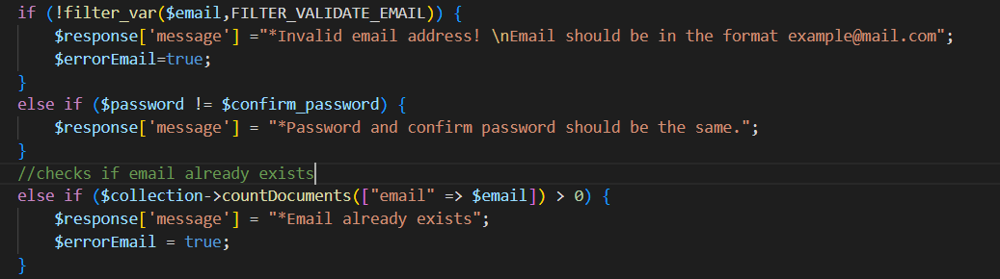 if (!filter_var($email,FILTER_VALIDATE_EMAIL)) {
$response['message'] ="*Invalid email address! \nEmail should be in the format example@mail.com";
$errorEmail=true;
}
else if ($password != $confirm_password) {
$response['message'] = "*Password and confirm password should be the same.";
}
//checks if email already exists
else if ($collection->countDocuments(["email" => $email]) > 0) {
$response['message'] = "*Email already exists";
$errorEmail = true;
}